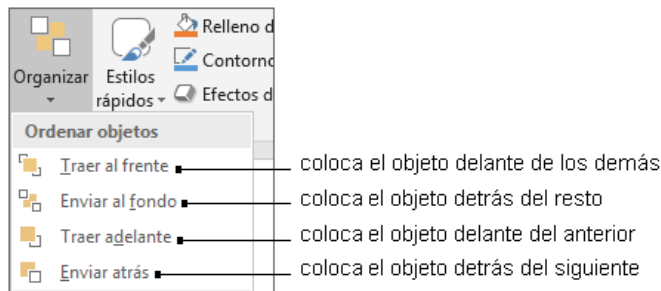 Organizar
Estilos
rápidos
Relleno d
Contorno
Efectos d
Ordenar objetos
Traer al frente coloca el objeto delante de los demás
Enviar al fondo coloca el objeto detrás del resto
Traer adelante coloca el objeto delante del anterior
Enviar atrás coloca el objeto detrás del siguiente